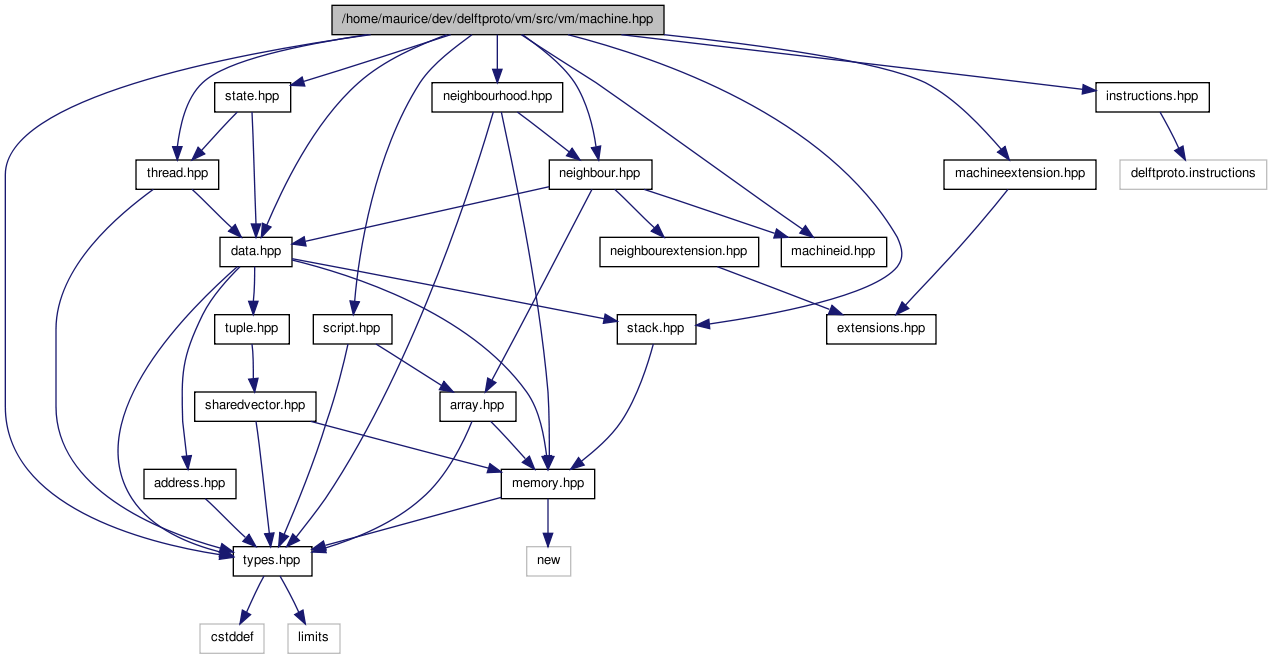 /home/maurice/dev/delftproto/vm/src/vm/machine.hpp
state.hpp
neighbourhood.hpp
instructions.hpp
thread.hpp
neighbour.hpp
machineextension.hpp
delftproto.instructions
data.hpp
neighbourextension.hpp
machineid.hpp
tuple.hpp
script.hpp
stack.hpp
extensions.hpp
sharedvector.hpp
array.hpp
address.hpp
memory.hpp
types.hpp
new
cstddef
limits